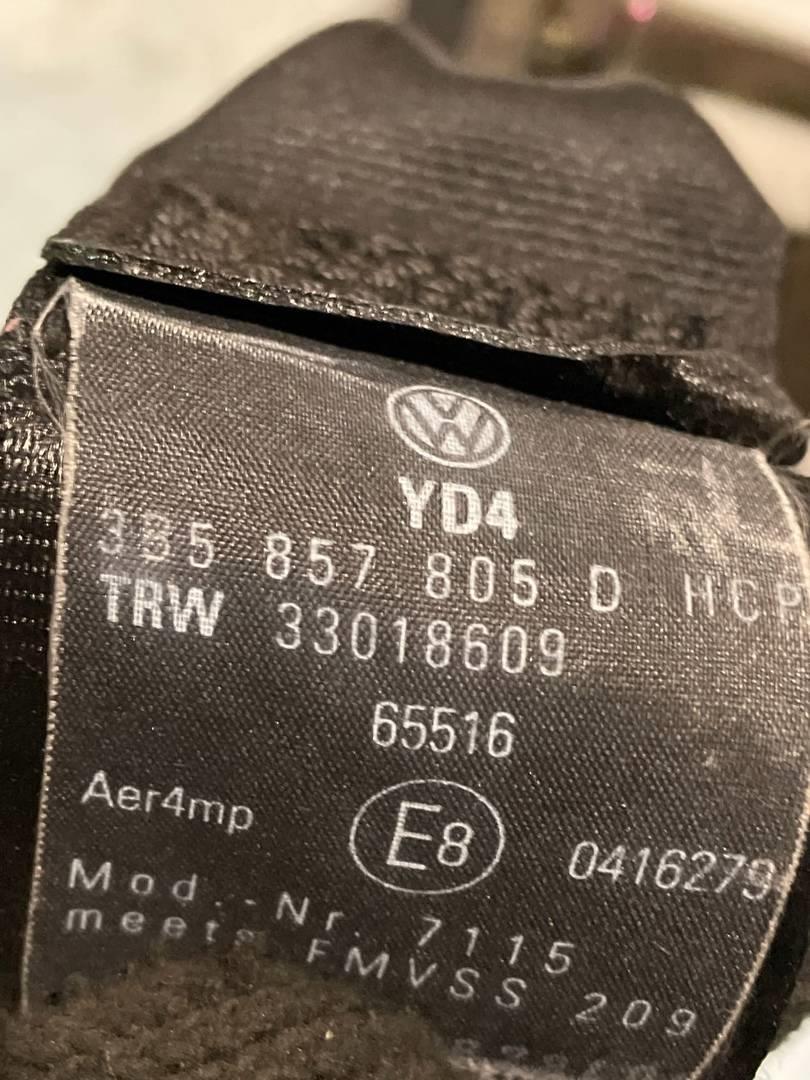 YD4
3B5 857 805 D HCP
TRW 33018609
65516
Aer4mp E8 0416279
Mod.-Nr. 7115
meets FMVSS 209